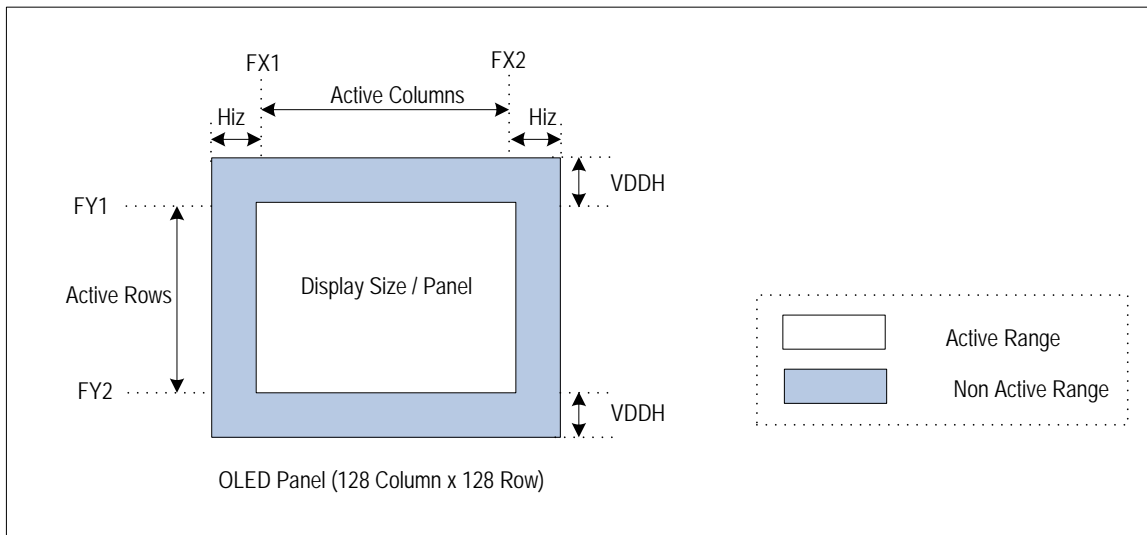 FX1
FX2
Active Columns
Hiz
Hiz
VDDH
FY1
Active Rows
Display Size / Panel
FY2
VDDH
Active Range
Non Active Range
OLED Panel (128 Column x 128 Row)